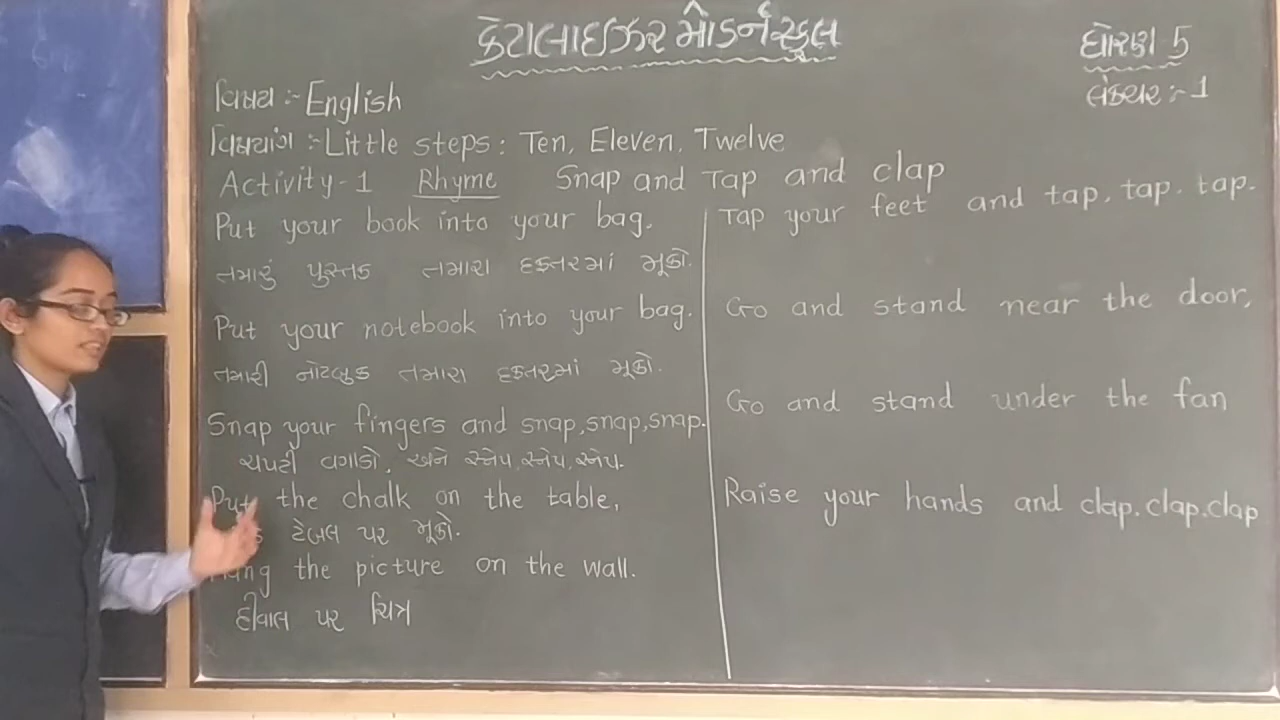 કેટાલાઈઝર મોડર્ન સ્કુલ
ધોરણ 5
લેકચર :- 1
વિષય :- English
વિષયાંગ :- Little steps : Ten, Eleven, Twelve
Activity-1 Rhyme Snap and Tap and clap
Put your book into your bag.
તમારું પુસ્તક તમારા દફતરમાં મૂકો.
Put your notebook into your bag.
તમારી નોટબુક તમારા દફતરમાં મૂકો.
Snap your fingers and snap, snap, snap.
ચપટી વગાડો, અને સ્નેપ, સ્નેપ, સ્નેપ.
Put the chalk on the table,
ટેબલ પર મૂકો.
Hang the picture on the wall.
દીવાલ પર ચિત્ર
Tap your feet and tap, tap. tap.
Go and stand near the door,
Go and stand under the fan
Raise your hands and clap. clap. clap